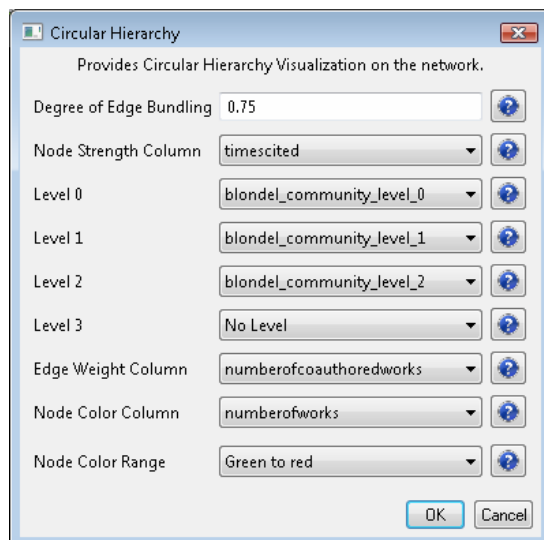 Circular Hierarchy
Provides Circular Hierarchy Visualization on the network.
Degree of Edge Bundling 0.75
Node Strength Column timescited
Level 0 blondel_community_level_0
Level 1 blondel_community_level_1
Level 2 blondel_community_level_2
Level 3 No Level
Edge Weight Column numberofcoauthoredworks
Node Color Column numberofworks
Node Color Range Green to red
OK Cancel